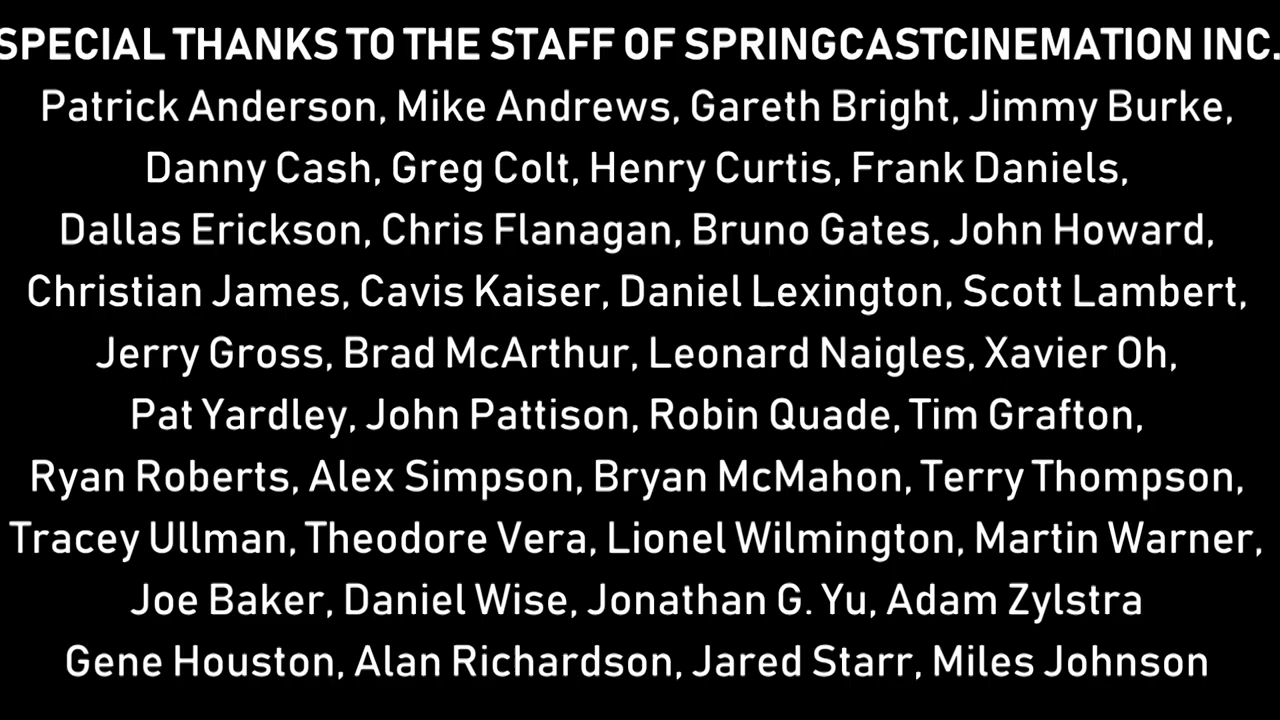 SPECIAL THANKS TO THE STAFF OF SPRINGCASTCINEMATION INC.
Patrick Anderson, Mike Andrews, Gareth Bright, Jimmy Burke,
Danny Cash, Greg Colt, Henry Curtis, Frank Daniels,
Dallas Erickson, Chris Flanagan, Bruno Gates, John Howard,
Christian James, Cavis Kaiser, Daniel Lexington, Scott Lambert,
Jerry Gross, Brad McArthur, Leonard Naigles, Xavier Oh,
Pat Yardley, John Pattison, Robin Quade, Tim Grafton,
Ryan Roberts, Alex Simpson, Bryan McMahon, Terry Thompson,
Tracey Ullman, Theodore Vera, Lionel Wilmington, Martin Warner,
Joe Baker, Daniel Wise, Jonathan G. Yu, Adam Zylstra
Gene Houston, Alan Richardson, Jared Starr, Miles Johnson